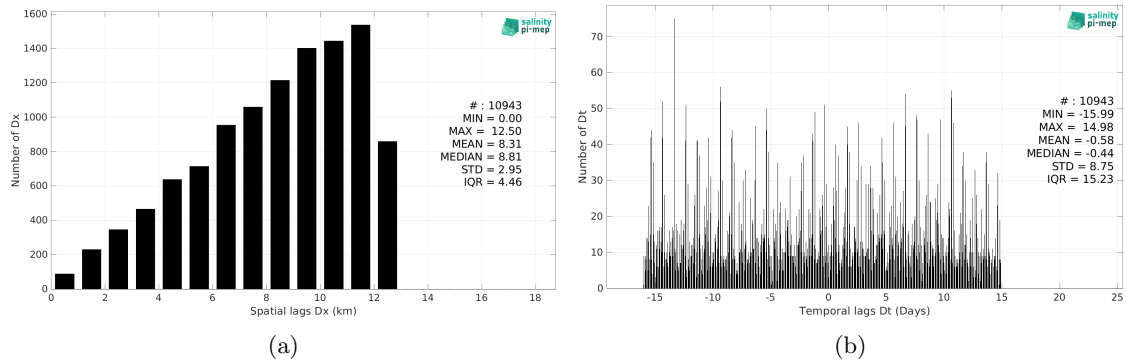 1600
1400
1200
1000
800
600
400
200
0
Number of Dx
0 2 4 6 8 10 12 14 16 18
Spatial lags Dx (km)
salinity
pi-mep
# : 10943
MIN = 0.00
MAX = 12.50
MEAN = 8.31
MEDIAN = 8.81
STD = 2.95
IQR = 4.46
(a)
70
60
50
40
30
20
10
0
Number of Dt
-15 -10 -5 0 5 10 15 20 25
Temporal lags Dt (Days)
salinity
pi-mep
# : 10943
MIN = -15.99
MAX = 14.98
MEAN = -0.58
MEDIAN = -0.44
STD = 8.75
IQR = 15.23
(b)